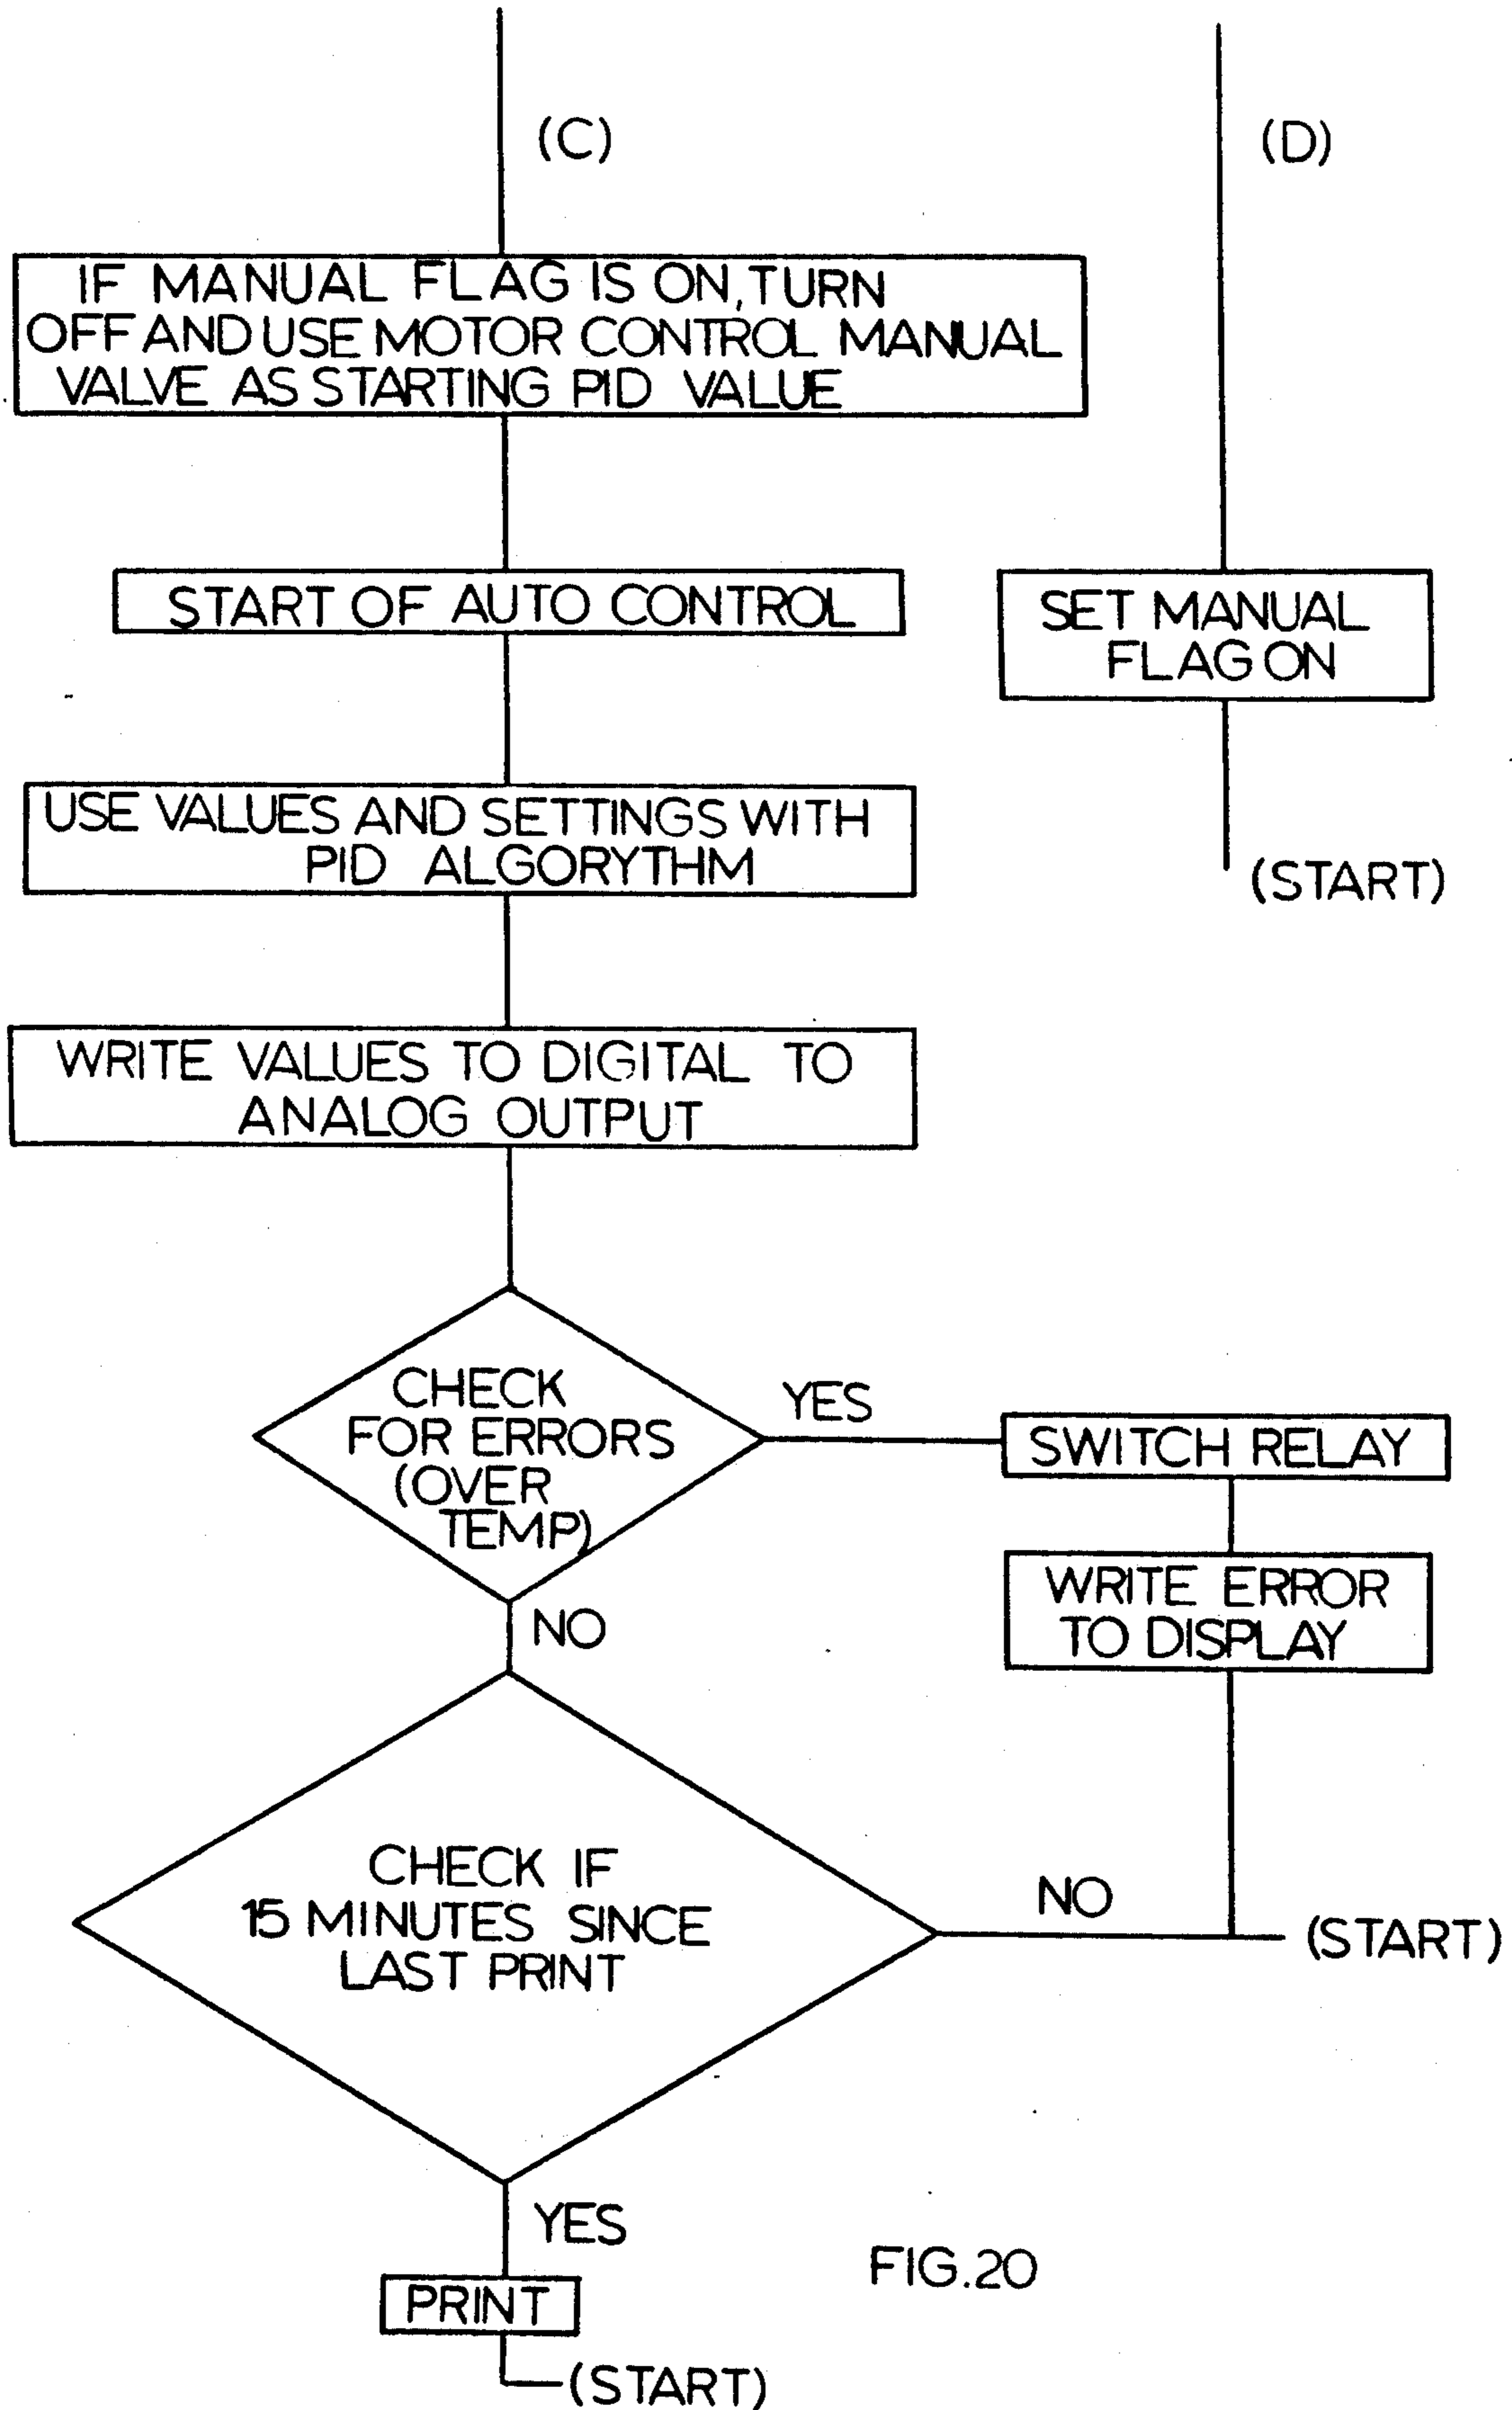 (C)
(D)
IF MANUAL FLAG IS ON, TURN
OFF AND USE MOTOR CONTROL MANUAL
VALVE AS STARTING PID VALUE
START OF AUTO CONTROL
SET MANUAL
FLAG ON
(START)
USE VALUES AND SETTINGS WITH
PID ALGORYTHM
WRITE VALUES TO DIGITAL TO
ANALOG OUTPUT
CHECK
FOR ERRORS
(OVER
TEMP)
YES
SWITCH RELAY
WRITE ERROR
TO DISPLAY
NO
CHECK IF
15 MINUTES SINCE
LAST PRINT
NO
(START)
YES
PRINT
(START)
FIG.20